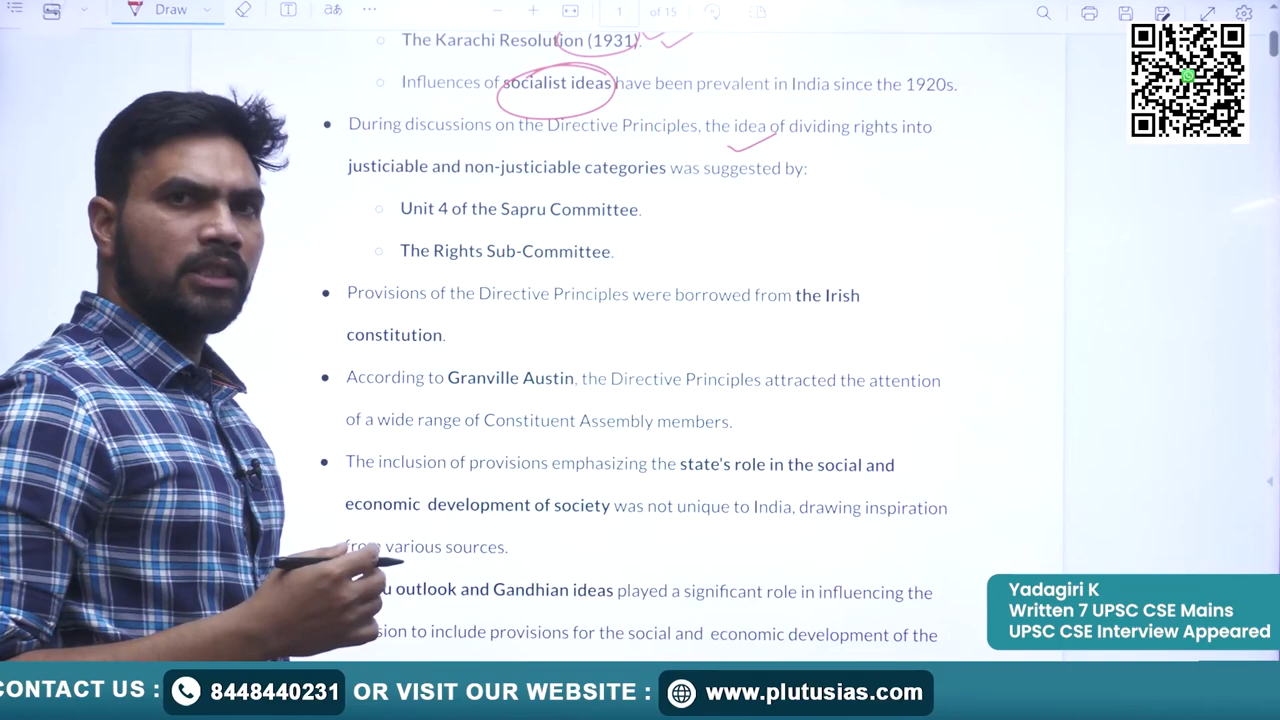 Draw
aあ
1 of 15
The Karachi Resolution (1931).
Influences of socialist ideas have been prevalent in India since the 1920s.
During discussions on the Directive Principles, the idea of dividing rights into
justiciable and non-justiciable categories was suggested by:
Unit 4 of the Sapru Committee.
The Rights Sub-Committee.
Provisions of the Directive Principles were borrowed from the Irish
constitution.
According to Granville Austin, the Directive Principles attracted the attention
of a wide range of Constituent Assembly members.
The inclusion of provisions emphasizing the state's role in the social and
economic development of society was not unique to India, drawing inspiration
from various sources.
outlook and Gandhian ideas played a significant role in influencing the
to include provisions for the social and economic development of the
Yadagiri K
Written 7 UPSC CSE Mains
UPSC CSE Interview Appeared
CONTACT US : 8448440231 OR VISIT OUR WEBSITE : www.plutusias.com